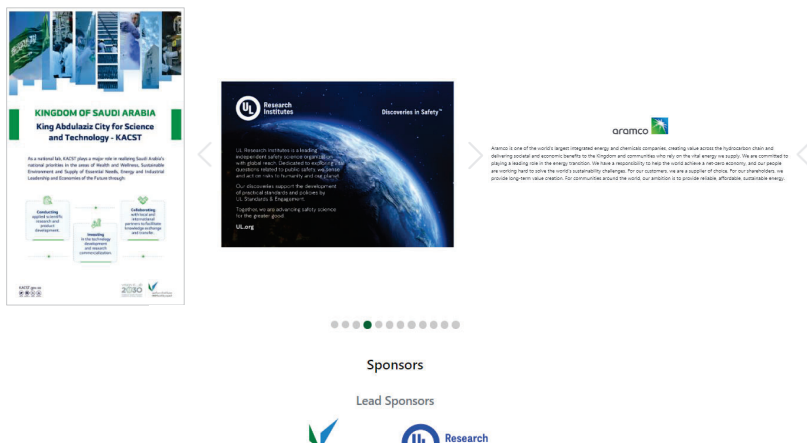 KINGDOM OF SAUDI ARABIA
King Abdulaziz City for Science
and Technology - KACST
As a national lab, KACST plays a major role in realizing Saudi Arabia's
national priorities in the areas of Health and Wellness, Sustainable
Environment and Supply of Essential Needs, Energy and Industrial
Leadership and Economies of the Future through:
Conducting
applied scientific
research and
product
development.
Investing
in the technology
development
and research
commercialization.
Collaborating
with local and
international
partners to facilitate
knowledge exchange
and transfer.
KACST.gov.sa
2030
UL
Research
Institutes
Discoveries in Safety™
UL Research Institutes is a leading
independent safety science organization
with global reach. Dedicated to exploring big
questions related to public safety, we sense
and act on risks to humanity and our planet.
Our discoveries support the development
of practical standards and policies by
UL Standards & Engagement.
Together, we are advancing safety science
for the greater good.
UL.org
aramco
Aramco is one of the world's largest integrated energy and chemicals companies, creating value across the hydrocarbon chain and
delivering societal and economic benefits to the Kingdom and communities who rely on the vital energy we supply. We are committed to
playing a leading role in the energy transition. We have a responsibility to help the world achieve a net-zero economy, and our people
are working hard to solve the world's sustainability challenges. For our customers, we are a supplier of choice. For our shareholders, we
provide long-term value creation. For communities around the world, our ambition is to provide reliable, affordable, sustainable energy.
Sponsors
Lead Sponsors
UL
Research